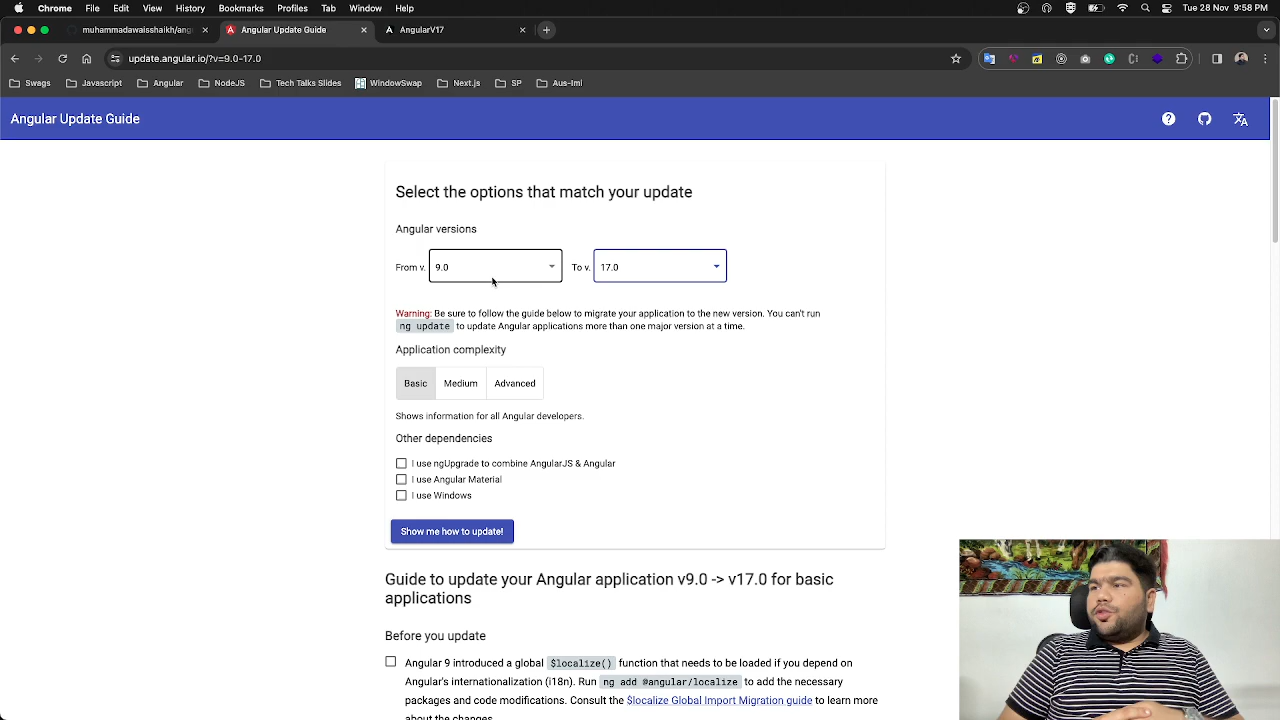 Chrome File Edit View History Bookmarks Profiles Tab Window Help Tue 28 Nov 9:58 PM
muhammadawaisshaikh/ang Angular Update Guide AngularV17
update.angular.io/?v=9.0-17.0
Swags Javascript Angular NodeJS Tech Talks Slides WindowSwap Next.js SP Aus-Imi
Angular Update Guide
Select the options that match your update
Angular versions
From v. 9.0 To v. 17.0
Warning: Be sure to follow the guide below to migrate your application to the new version. You can't run
ng update to update Angular applications more than one major version at a time.
Application complexity
Basic Medium Advanced
Shows information for all Angular developers.
Other dependencies
I use ngUpgrade to combine AngularJS & Angular
I use Angular Material
I use Windows
Show me how to update!
Guide to update your Angular application v9.0 -> v17.0 for basic
applications
Before you update
Angular 9 introduced a global $localize() function that needs to be loaded if you depend on
Angular's internationalization (i18n). Run ng add @angular/localize to add the necessary
packages and code modifications. Consult the $localize Global Import Migration guide to learn more
about the changes.